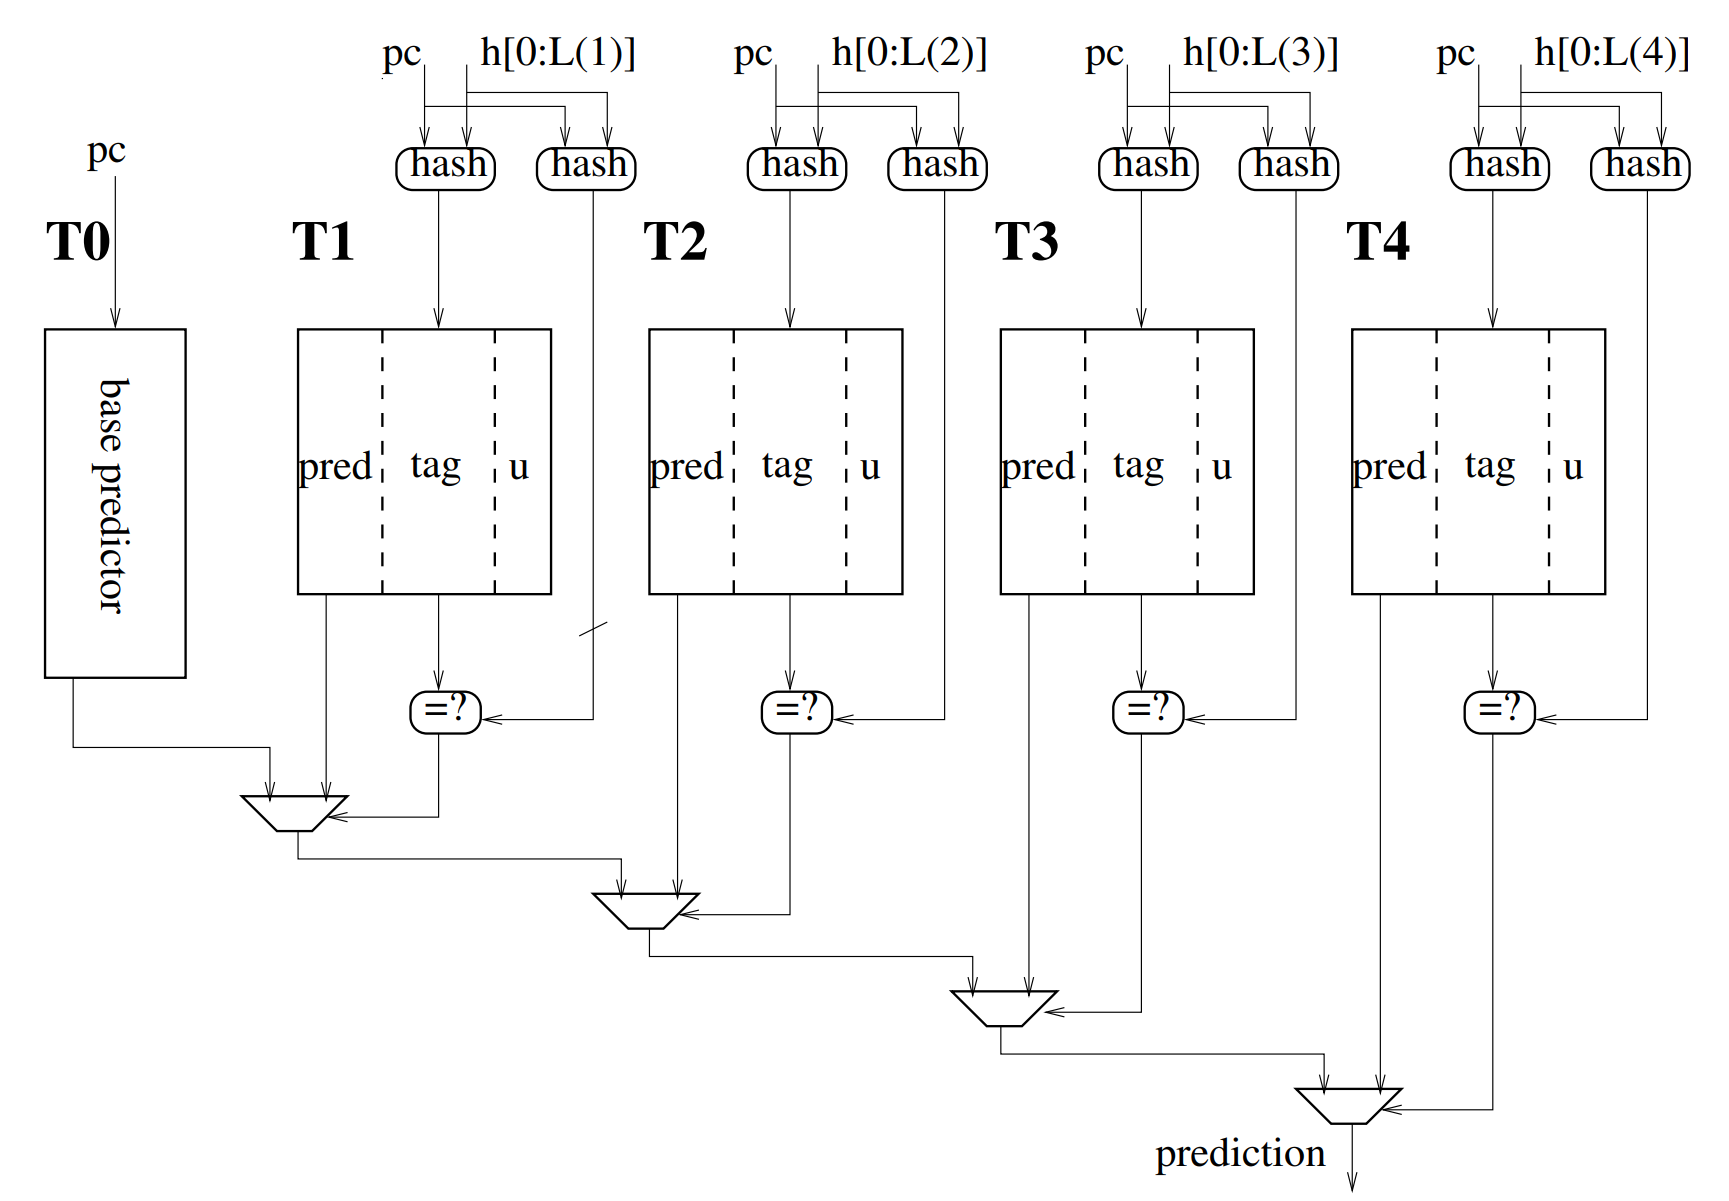 pc h[0:L(1)] pc h[0:L(2)] pc h[0:L(3)] pc h[0:L(4)]
pc
hash hash hash hash hash hash hash hash
T0 T1 T2 T3 T4
base predictor
pred tag u pred tag u pred tag u pred tag u
=? =? =? =?
prediction